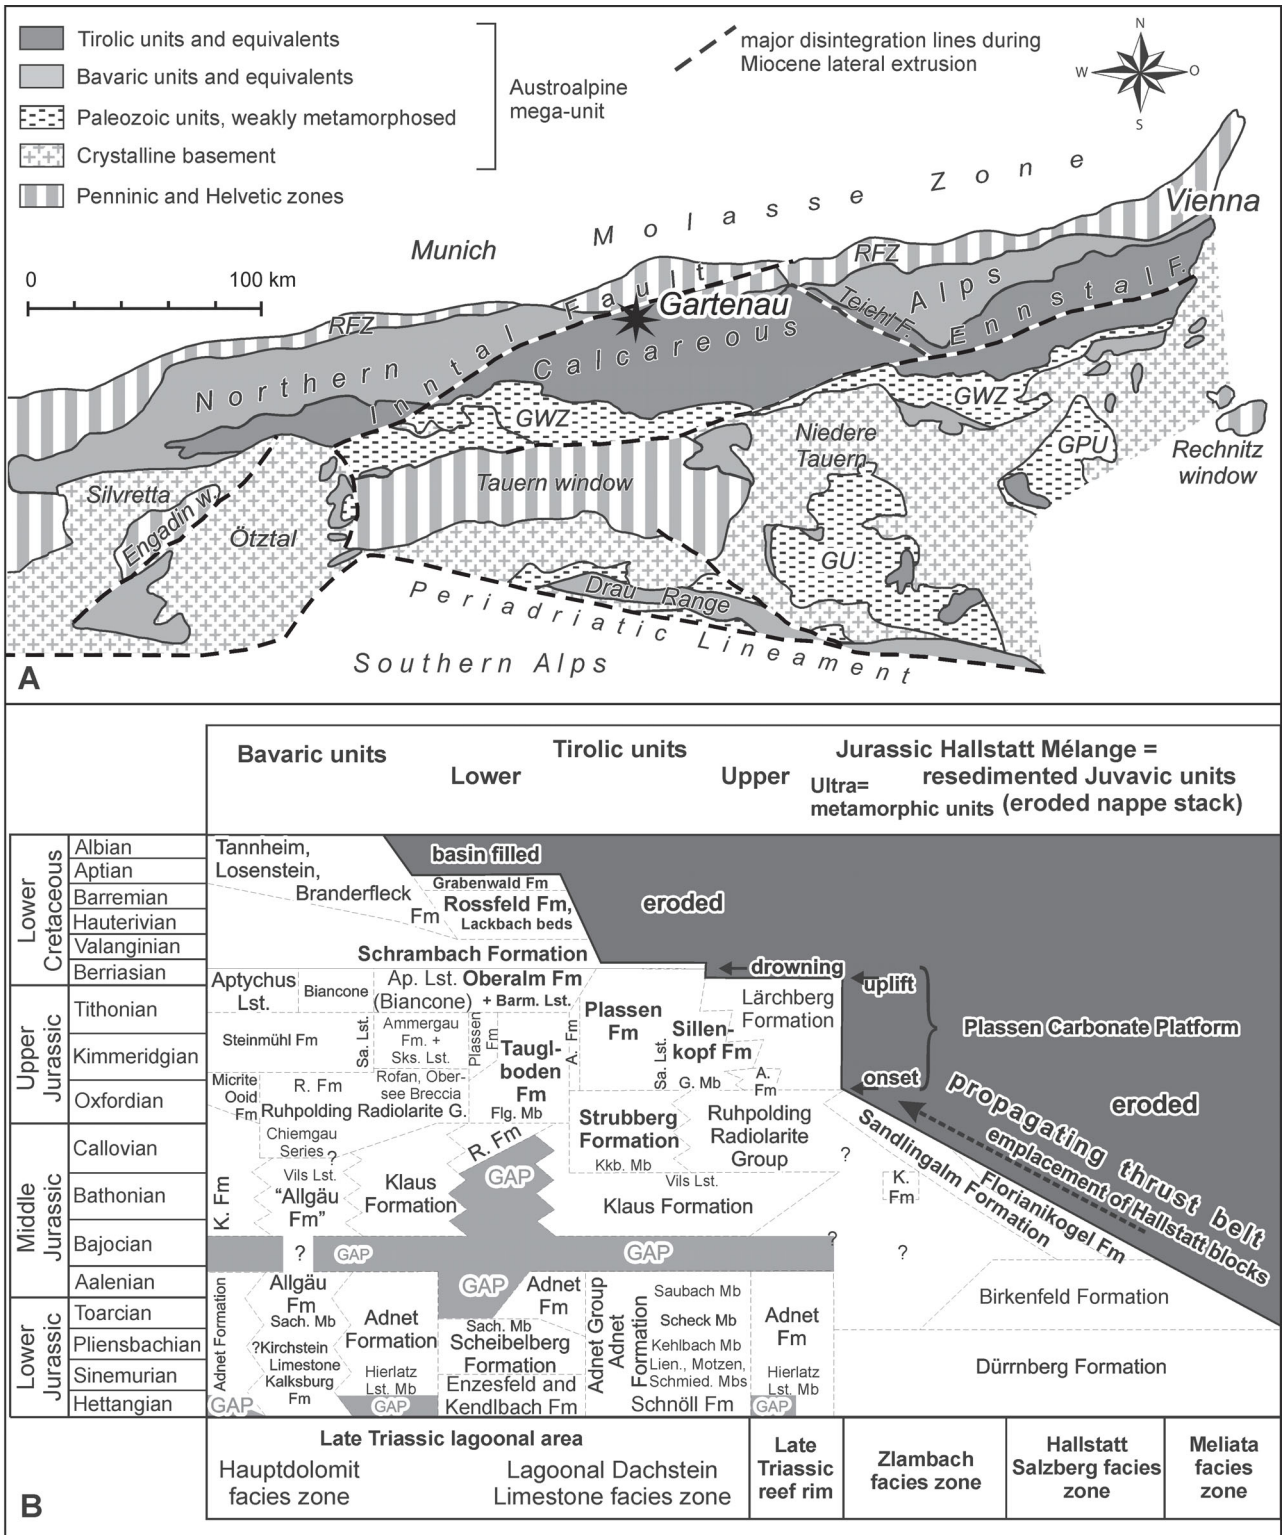 Tirolic units and equivalents
Bavaric units and equivalents
Paleozoic units, weakly metamorphosed
Crystalline basement
Penninic and Helvetic zones
Austroalpine
mega-unit
major disintegration lines during
Miocene lateral extrusion
N
W
O
S
Molasse Zone
Vienna
Munich
0
100 km
RFZ
RFZ
Inntal Fault
Gartenau
Teichl F.
Ennstal F.
Northern Calcareous Alps
GWZ
GWZ
Niedere
Tauern
GPU
Rechnitz
window
Silvretta
Engadin w.
Ötztal
Tauern window
GU
Drau Range
Periadriatic Lineament
Southern Alps
A
Bavaric units
Tirolic units
Lower
Upper
Jurassic Hallstatt Mélange =
Ultra=
metamorphic units
resedimented Juvavic units
(eroded nappe stack)
Lower
Cretaceous
Albian
Aptian
Barremian
Hauterivian
Valanginian
Berriasian
Upper
Jurassic
Tithonian
Kimmeridgian
Oxfordian
Middle
Jurassic
Callovian
Bathonian
Bajocian
Aalenian
Lower
Jurassic
Toarcian
Pliensbachian
Sinemurian
Hettangian
Tannheim,
Losenstein,
Branderfleck
Fm
basin filled
Grabenwald Fm
Rossfeld Fm,
Lackbach beds
eroded
Schrambach Formation
drowning
uplift
Aptychus
Lst.
Biancone
Ap. Lst.
(Biancone)
Oberalm Fm
+ Barm. Lst.
Plassen
Fm
Lärchberg
Formation
Plassen Carbonate Platform
Steinmühl Fm
Sa. Lst.
Ammergau
Fm. +
Sks. Lst.
Plassen
Fm
Taugl-
boden
Fm
Flg. Mb
A. Fm
Sa. Lst.
Sillen-
kopf Fm
G. Mb
A.
Fm
onset
Micrite
Ooid
Fm
R. Fm
Rofan, Ober-
see Breccia
Ruhpolding Radiolarite G.
Strubberg
Formation
Kkb. Mb
Ruhpolding
Radiolarite
Group
eroded
propagating thrust belt
emplacement of Hallstatt blocks
Sandlingalm Formation
Florianikogel Fm
Chiemgau
Series
?
R. Fm
GAP
K. Fm
Vils Lst.
“Allgäu
Fm”
Klaus
Formation
Vils Lst.
Klaus Formation
?
K.
Fm
?
GAP
GAP
?
?
Adnet Formation
Allgäu
Fm
Sach. Mb
?Kirchstein
Limestone
Kalksburg
Fm
GAP
Adnet
Formation
Hierlatz
Lst. Mb
GAP
GAP
Adnet
Fm
Sach. Mb
Scheibelberg
Formation
Enzesfeld and
Kendlbach Fm
Adnet Group
Adnet
Formation
Saubach Mb
Scheck Mb
Kehlbach Mb
Lien., Motzen,
Schmied. Mbs
Schnöll Fm
Adnet
Fm
Hierlatz
Lst. Mb
GAP
Birkenfeld Formation
Dürrnberg Formation
Late Triassic lagoonal area
Hauptdolomit
facies zone
Lagoonal Dachstein
Limestone facies zone
Late
Triassic
reef rim
Zlambach
facies zone
Hallstatt
Salzberg facies
zone
Meliata
facies
zone
B